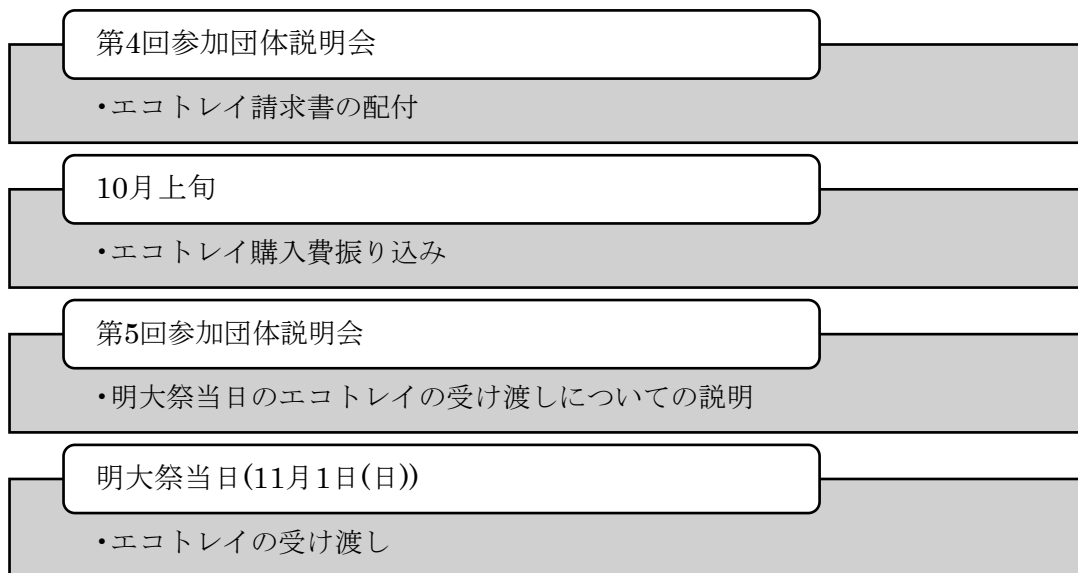 第4回参加団体説明会
・エコトレイ請求書の配付
10月上旬
・エコトレイ購入費振り込み
第5回参加団体説明会
・明大祭当日のエコトレイの受け渡しについての説明
明大祭当日(11月1日(日))
・エコトレイの受け渡し